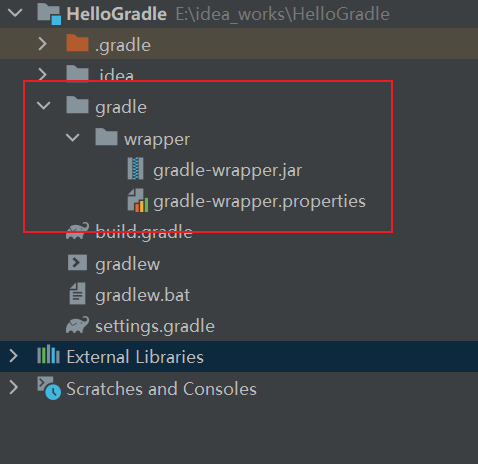 HelloGradle E:\idea_works\HelloGradle
.gradle
.idea
gradle
wrapper
gradle-wrapper.jar
gradle-wrapper.properties
build.gradle
gradlew
gradlew.bat
settings.gradle
External Libraries
Scratches and Consoles